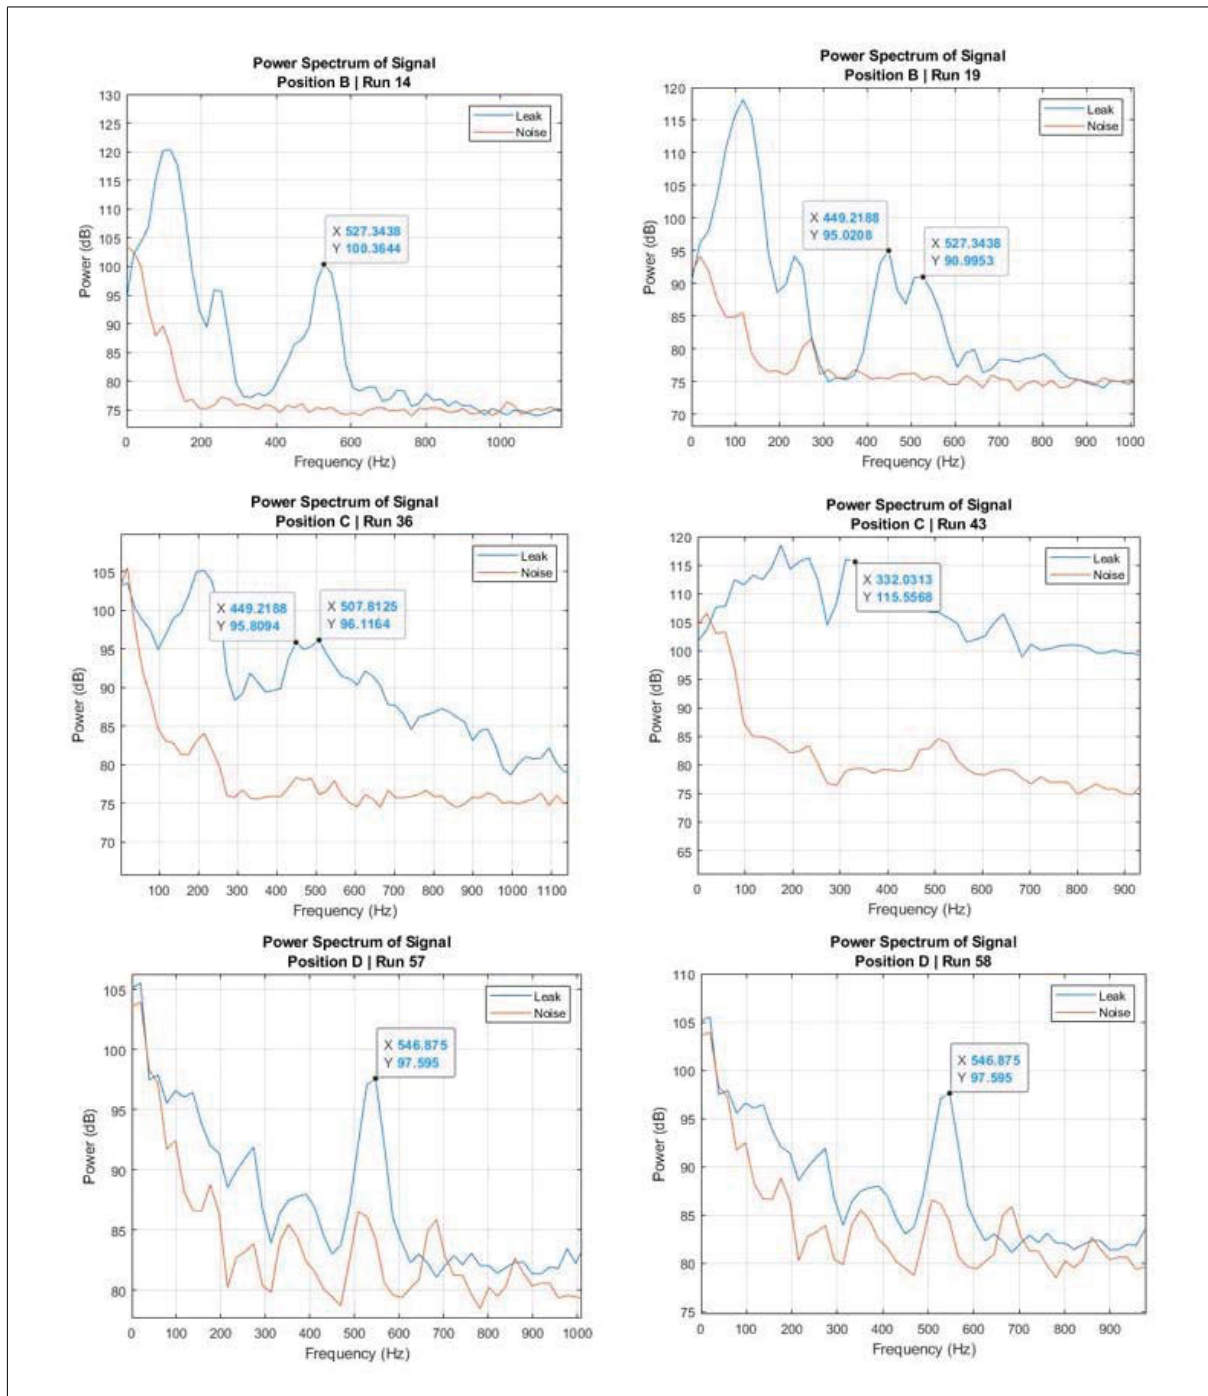 Power Spectrum of Signal
Position B | Run 14
130
125
120
115
110
105
100
95
90
85
80
75
0
200
400
600
800
1000
Power (dB)
Frequency (Hz)
Leak
Noise
X 527.3438
Y 100.3644
Power Spectrum of Signal
Position B | Run 19
120
115
110
105
100
95
90
85
80
75
70
0
100
200
300
400
500
600
700
800
900
1000
Power (dB)
Frequency (Hz)
Leak
Noise
X 449.2188
Y 95.0208
X 527.3438
Y 90.9953
Power Spectrum of Signal
Position C | Run 36
105
100
95
90
85
80
75
70
100
200
300
400
500
600
700
800
900
1000
1100
Power (dB)
Frequency (Hz)
Leak
Noise
X 449.2188
Y 95.8094
X 507.8125
Y 96.1164
Power Spectrum of Signal
Position C | Run 43
120
115
110
105
100
95
90
85
80
75
70
65
0
100
200
300
400
500
600
700
800
900
Power (dB)
Frequency (Hz)
Leak
Noise
X 332.0313
Y 115.5568
Power Spectrum of Signal
Position D | Run 57
105
100
95
90
85
80
0
100
200
300
400
500
600
700
800
900
1000
Power (dB)
Frequency (Hz)
Leak
Noise
X 546.875
Y 97.595
Power Spectrum of Signal
Position D | Run 58
110
105
100
95
90
85
80
75
0
100
200
300
400
500
600
700
800
900
Power (dB)
Frequency (Hz)
Leak
Noise
X 546.875
Y 97.595